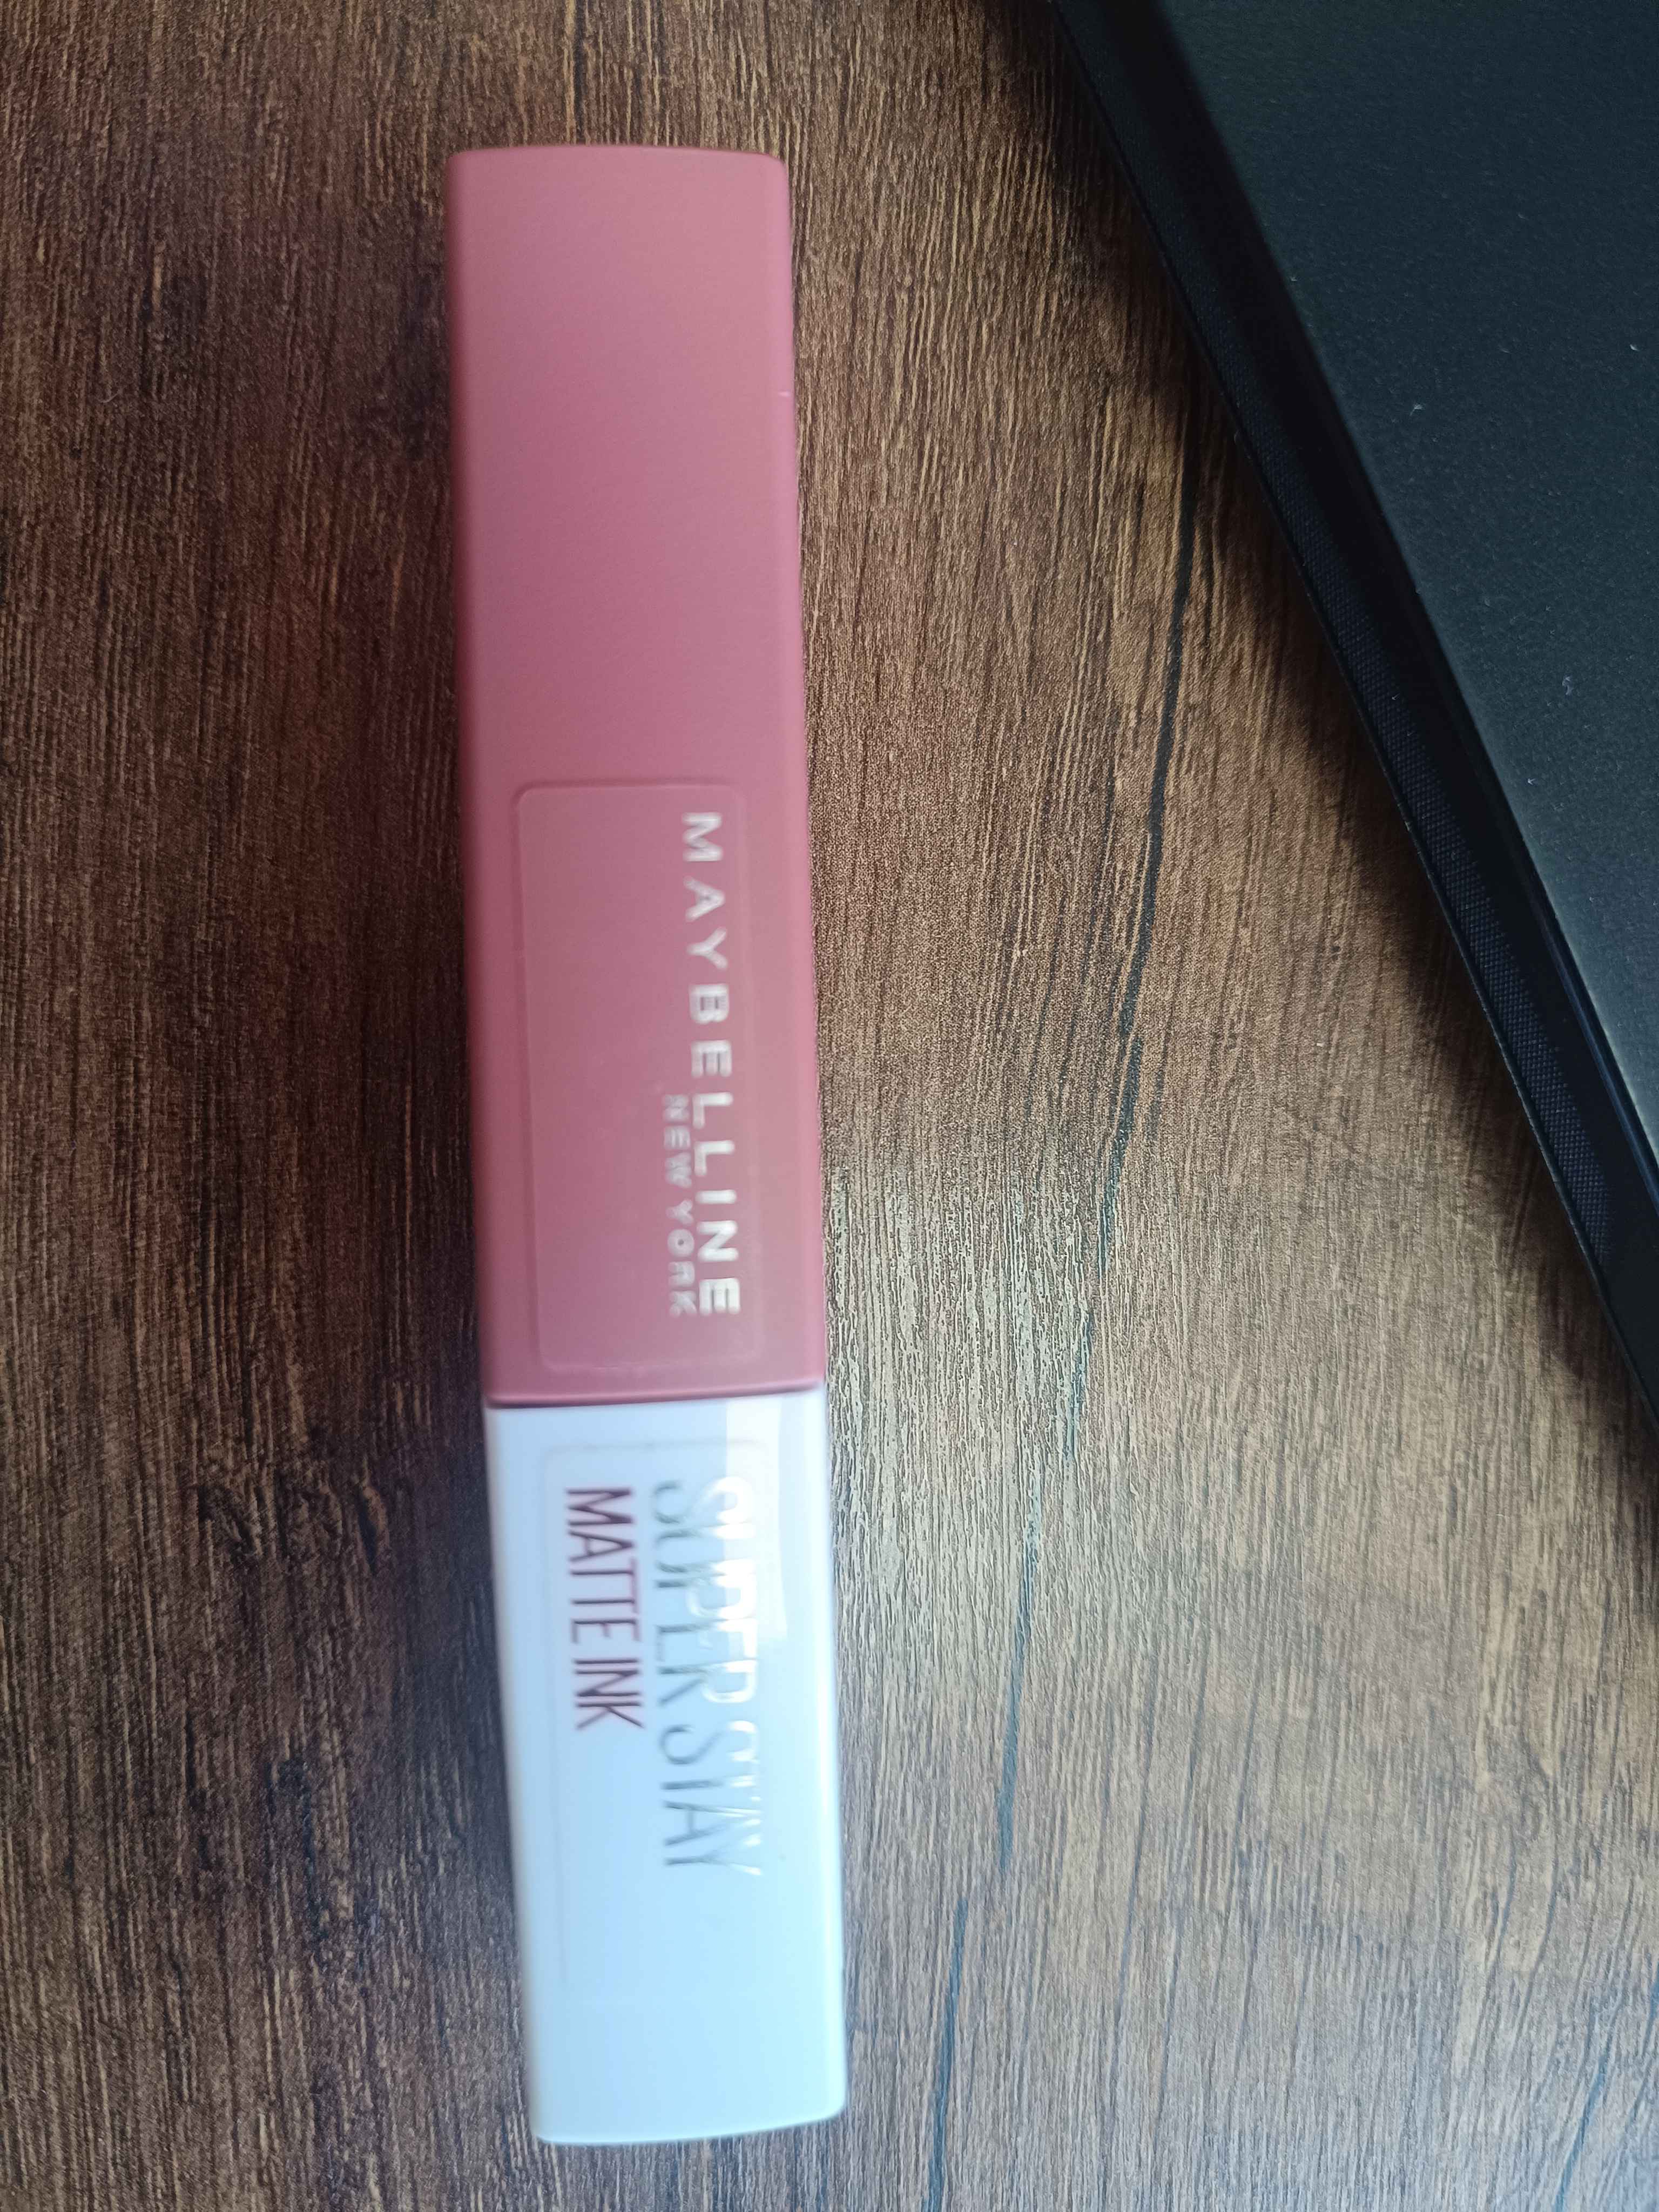 MAYBELLINE
NEW YORK
SUPER STAY
MATTE INK